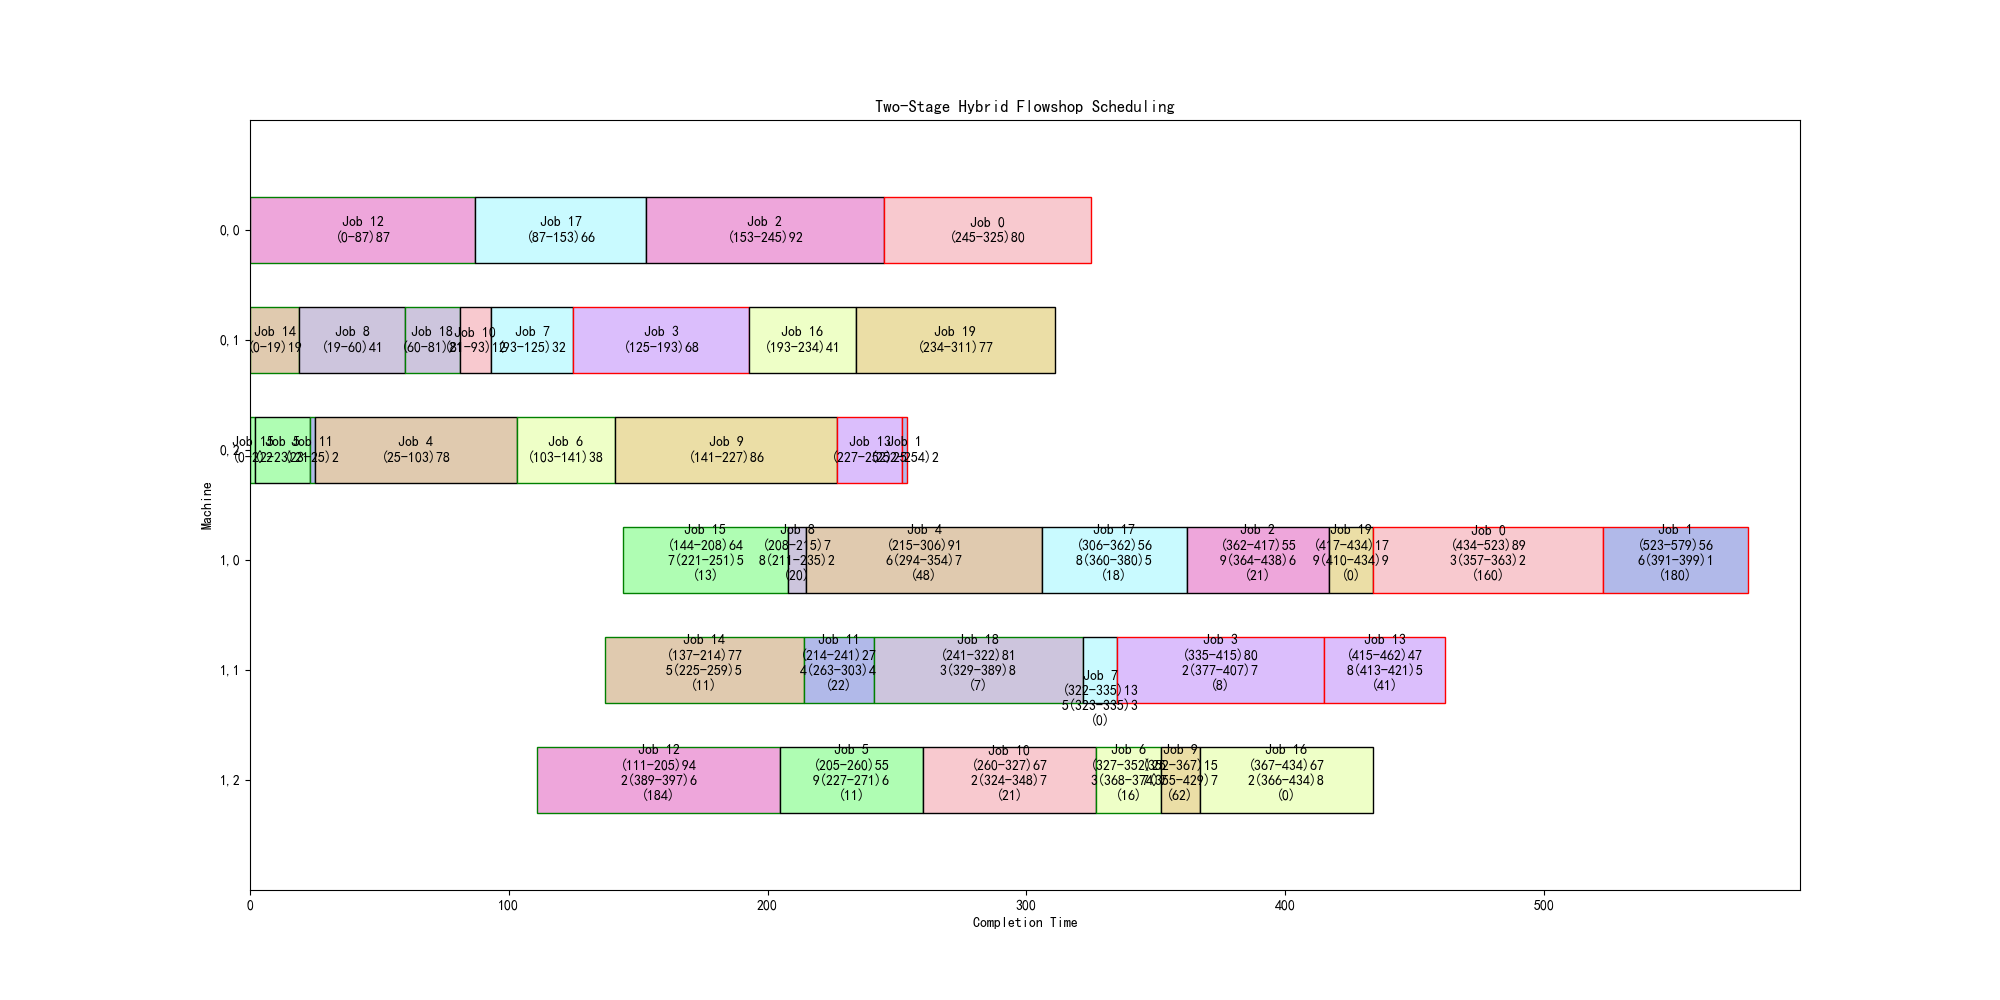 Two-Stage Hybrid Flowshop Scheduling
0,0
Job 12
(0-87)87
Job 17
(87-153)66
Job 2
(153-245)92
Job 0
(245-325)80
0,1
Job 14
(0-19)19
Job 8
(19-60)41
Job 18
(60-81)21
Job 10
(81-93)12
Job 7
(93-125)32
Job 3
(125-193)68
Job 16
(193-234)41
Job 19
(234-311)77
0,2
Job 15
(0-2)2
Job 5
(2-23)21
Job 11
(23-25)2
Job 4
(25-103)78
Job 6
(103-141)38
Job 9
(141-227)86
Job 13
(227-252)25
Job 1
(252-254)2
1,0
Job 15
(144-208)64
7(221-251)5
(13)
Job 8
(208-215)7
8(211-235)2
(20)
Job 4
(215-306)91
6(294-354)7
(48)
Job 17
(306-362)56
8(360-380)5
(18)
Job 2
(362-417)55
9(364-438)6
(21)
Job 19
(417-434)17
9(410-434)9
(0)
Job 0
(434-523)89
3(357-363)2
(160)
Job 1
(523-579)56
6(391-399)1
(180)
1,1
Job 14
(137-214)77
5(225-259)5
(11)
Job 11
(214-241)27
4(263-303)4
(22)
Job 18
(241-322)81
3(329-389)8
(7)
Job 7
(322-335)13
5(323-335)3
(0)
Job 3
(335-415)80
2(377-407)7
(8)
Job 13
(415-462)47
8(413-421)5
(41)
1,2
Job 12
(111-205)94
2(389-397)6
(184)
Job 5
(205-260)55
9(227-271)6
(11)
Job 10
(260-327)67
2(324-348)7
(21)
Job 6
(327-352)25
(16)
Job 9
(352-367)15
(62)
Job 16
(367-434)67
2(366-434)8
(0)
Machine
0
100
200
300
400
500
Completion Time